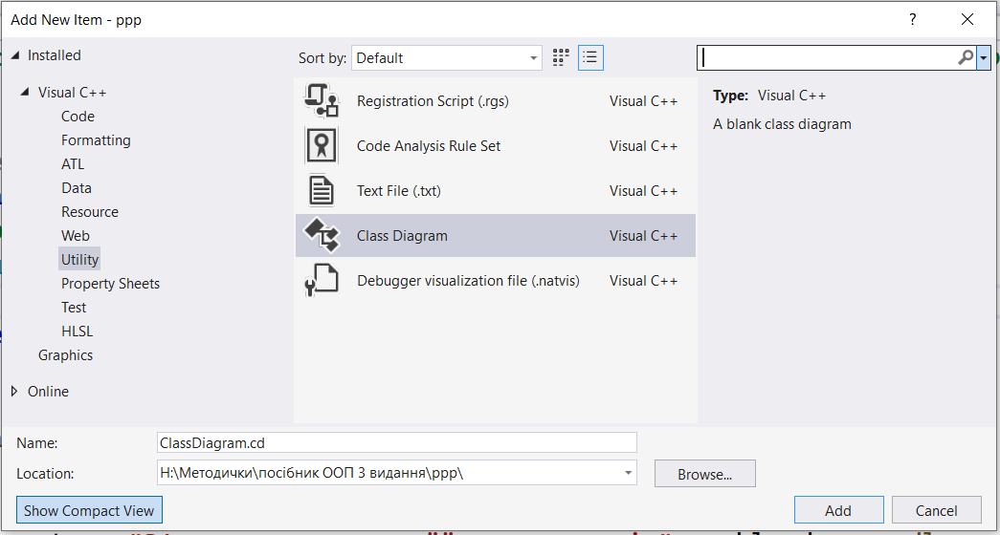 Add New Item - ppp
?
Installed
Visual C++
Code
Formatting
ATL
Data
Resource
Web
Utility
Property Sheets
Test
HLSL
Graphics
Online
Sort by: Default
Registration Script (.rgs) Visual C++
Code Analysis Rule Set Visual C++
Text File (.txt) Visual C++
Class Diagram Visual C++
Debugger visualization file (.natvis) Visual C++
Type: Visual C++
A blank class diagram
Name: ClassDiagram.cd
Location: H:\Методички\посібник ООП 3 видання\ppp\
Browse...
Show Compact View
Add
Cancel